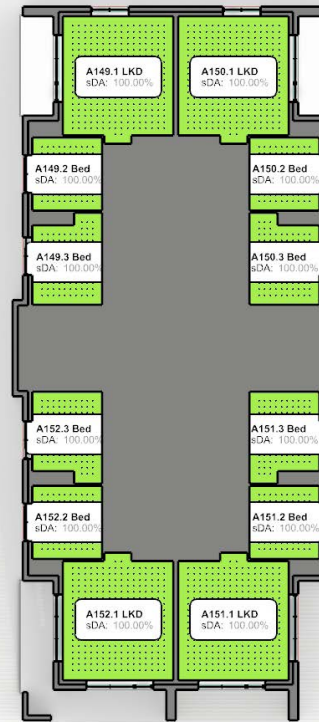 A149.1 LKD
sDA: 100.00%
A150.1 LKD
sDA: 100.00%
A149.2 Bed
sDA: 100.00%
A150.2 Bed
sDA: 100.00%
A149.3 Bed
sDA: 100.00%
A150.3 Bed
sDA: 100.00%
A152.3 Bed
sDA: 100.00%
A151.3 Bed
sDA: 100.00%
A152.2 Bed
sDA: 100.00%
A151.2 Bed
sDA: 100.00%
A152.1 LKD
sDA: 100.00%
A151.1 LKD
sDA: 100.00%